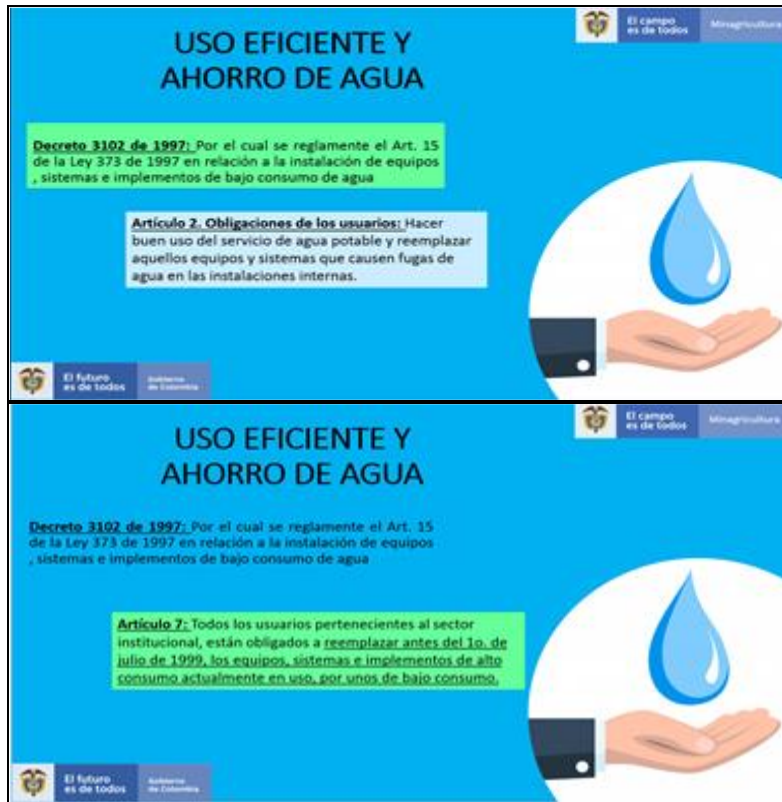 El campo
es de todos
Minagricultura
USO EFICIENTE Y
AHORRO DE AGUA
Decreto 3102 de 1997: Por el cual se reglamente el Art. 15
de la Ley 373 de 1997 en relación a la instalación de equipos
, sistemas e implementos de bajo consumo de agua
Artículo 2. Obligaciones de los usuarios: Hacer
buen uso del servicio de agua potable y reemplazar
aquellos equipos y sistemas que causen fugas de
agua en las instalaciones internas.
El futuro
es de todos
Gobierno
de Colombia
El campo
es de todos
Minagricultura
USO EFICIENTE Y
AHORRO DE AGUA
Decreto 3102 de 1997: Por el cual se reglamente el Art. 15
de la Ley 373 de 1997 en relación a la instalación de equipos
, sistemas e implementos de bajo consumo de agua
Artículo 7: Todos los usuarios pertenecientes al sector
institucional, están obligados a reemplazar antes del 1o. de
julio de 1999, los equipos, sistemas e implementos de alto
consumo actualmente en uso, por unos de bajo consumo.
El futuro
es de todos
Gobierno
de Colombia